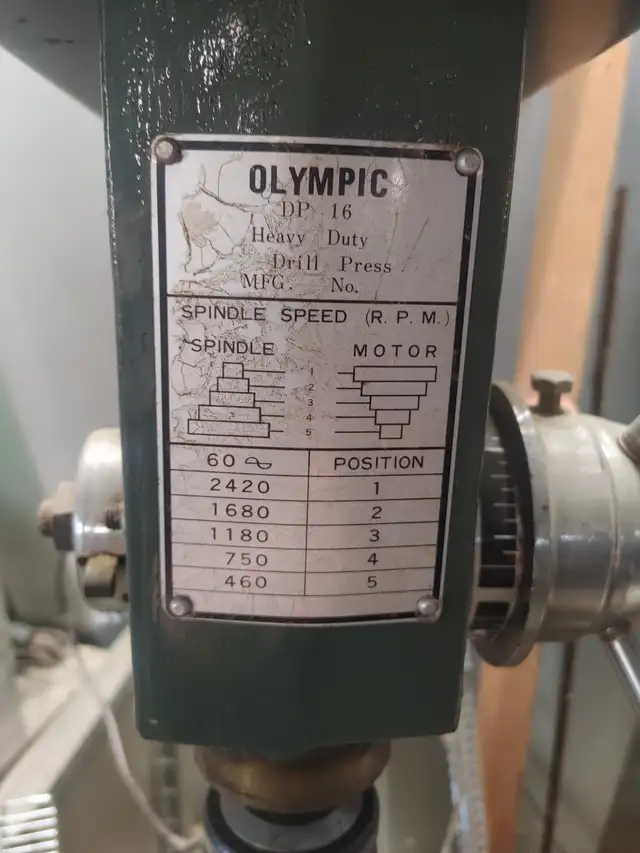 OLYMPIC
DP 16
Heavy Duty
Drill Press
MFG. No.
SPINDLE SPEED (R. P. M.)
SPINDLE MOTOR
1
2
3
4
5
60 POSITION
2420 1
1680 2
1180 3
750 4
460 5